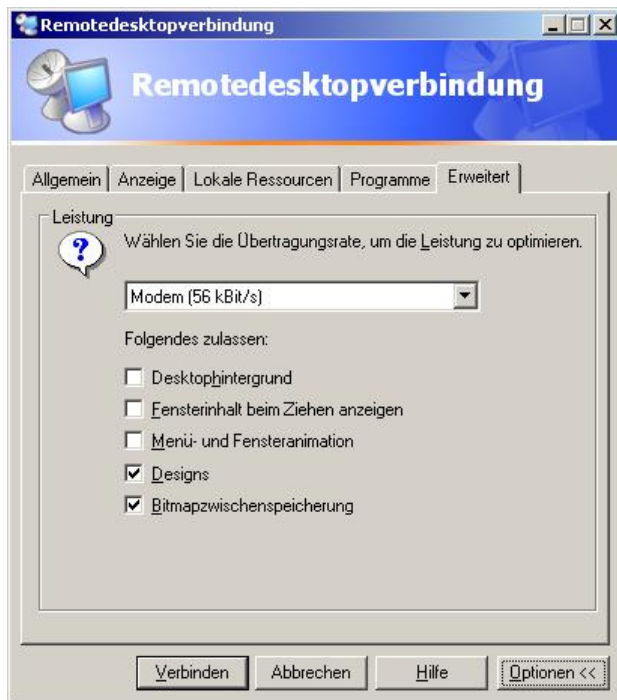 Remotedesktopverbindung
Remotedesktopverbindung
Allgemein Anzeige Lokale Ressourcen Programme Erweitert
Leistung
Wählen Sie die Übertragungsrate, um die Leistung zu optimieren.
Modem (56 kBit/s)
Folgendes zulassen:
Desktophintergrund
Fensterinhalt beim Ziehen anzeigen
Menü- und Fensteranimation
Designs
Bitmapzwischenspeicherung
Verbinden Abbrechen Hilfe Optionen <<